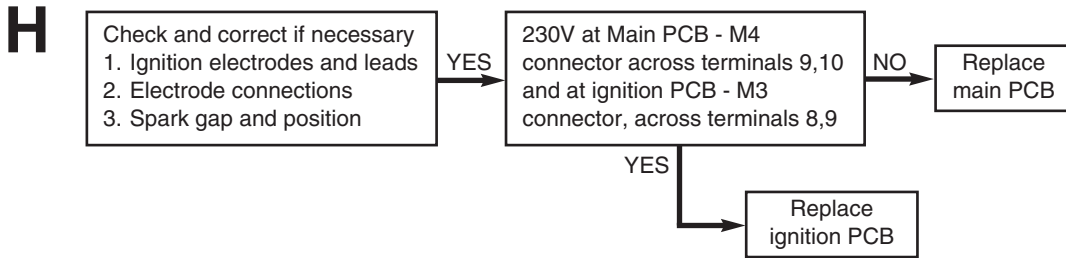 H
Check and correct if necessary
1. Ignition electrodes and leads
2. Electrode connections
3. Spark gap and position
YES
230V at Main PCB - M4
connector across terminals 9,10
and at ignition PCB - M3
connector, across terminals 8,9
NO
Replace
main PCB
YES
Replace
ignition PCB